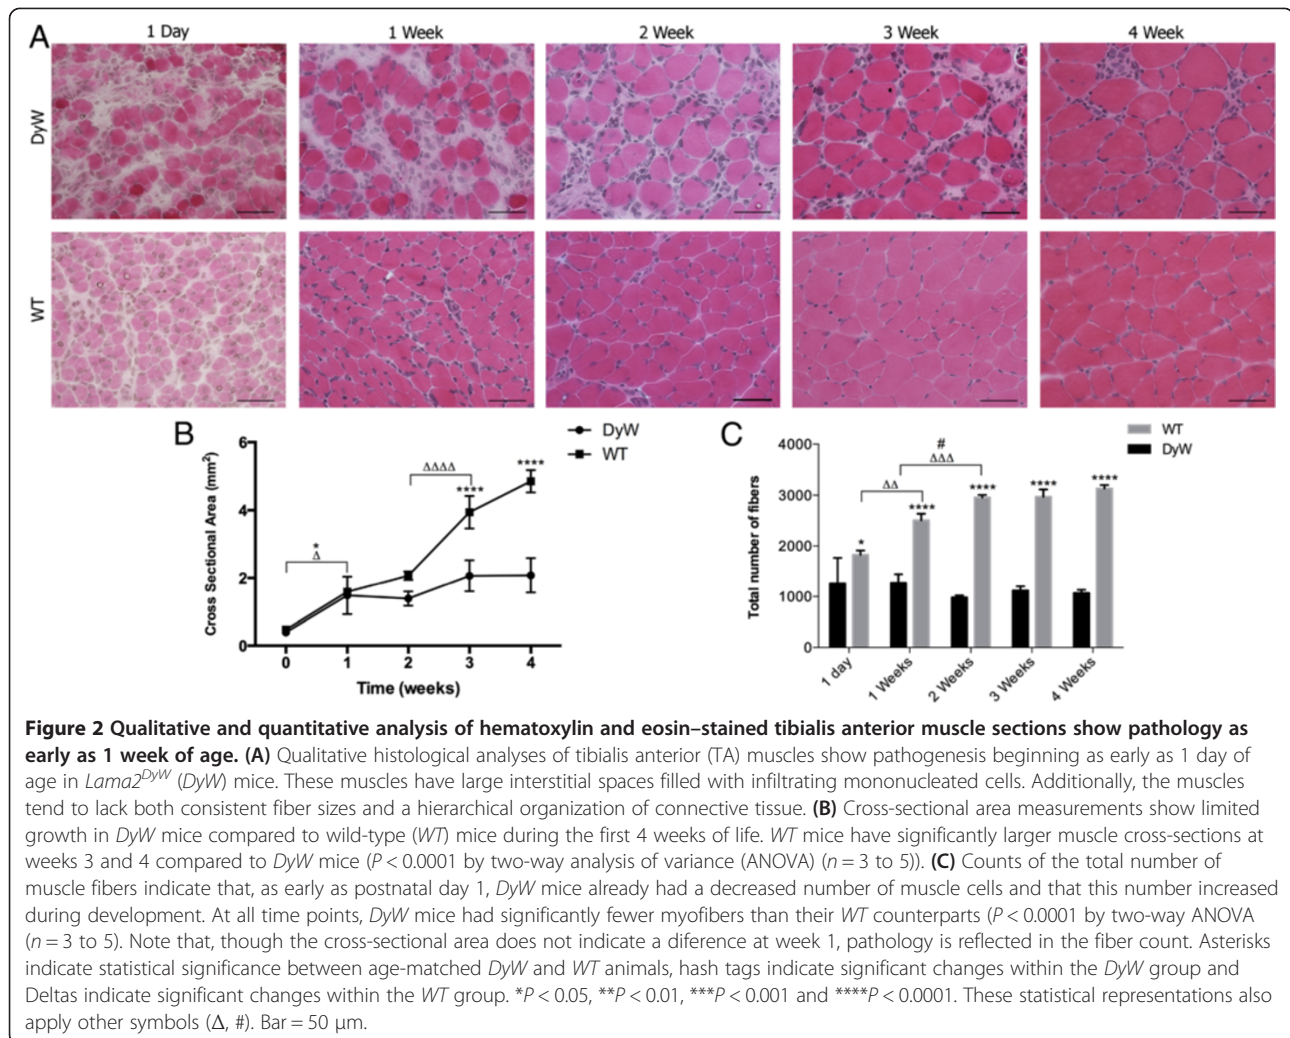 A
1 Day 1 Week 2 Week 3 Week 4 Week
DyW
WT
B
Cross Sectional Area (mm²)
6
4
2
0
0 1 2 3 4
Time (weeks)
DyW
WT
*
Δ
ΔΔΔΔ
****
****
C
Total number of fibers
4000
3000
2000
1000
0
1 day 1 Weeks 2 Weeks 3 Weeks 4 Weeks
WT
DyW
*
ΔΔ
****
#
ΔΔΔ
****
****
****
Figure 2 Qualitative and quantitative analysis of hematoxylin and eosin–stained tibialis anterior muscle sections show pathology as
early as 1 week of age. (A) Qualitative histological analyses of tibialis anterior (TA) muscles show pathogenesis beginning as early as 1 day of
age in Lama2DyW (DyW) mice. These muscles have large interstitial spaces filled with infiltrating mononucleated cells. Additionally, the muscles
tend to lack both consistent fiber sizes and a hierarchical organization of connective tissue. (B) Cross-sectional area measurements show limited
growth in DyW mice compared to wild-type (WT) mice during the first 4 weeks of life. WT mice have significantly larger muscle cross-sections at
weeks 3 and 4 compared to DyW mice (P < 0.0001 by two-way analysis of variance (ANOVA) (n = 3 to 5)). (C) Counts of the total number of
muscle fibers indicate that, as early as postnatal day 1, DyW mice already had a decreased number of muscle cells and that this number increased
during development. At all time points, DyW mice had significantly fewer myofibers than their WT counterparts (P < 0.0001 by two-way ANOVA
(n = 3 to 5). Note that, though the cross-sectional area does not indicate a diference at week 1, pathology is reflected in the fiber count. Asterisks
indicate statistical significance between age-matched DyW and WT animals, hash tags indicate significant changes within the DyW group and
Deltas indicate significant changes within the WT group. *P < 0.05, **P < 0.01, ***P < 0.001 and ****P < 0.0001. These statistical representations also
apply other symbols (Δ, #). Bar = 50 μm.